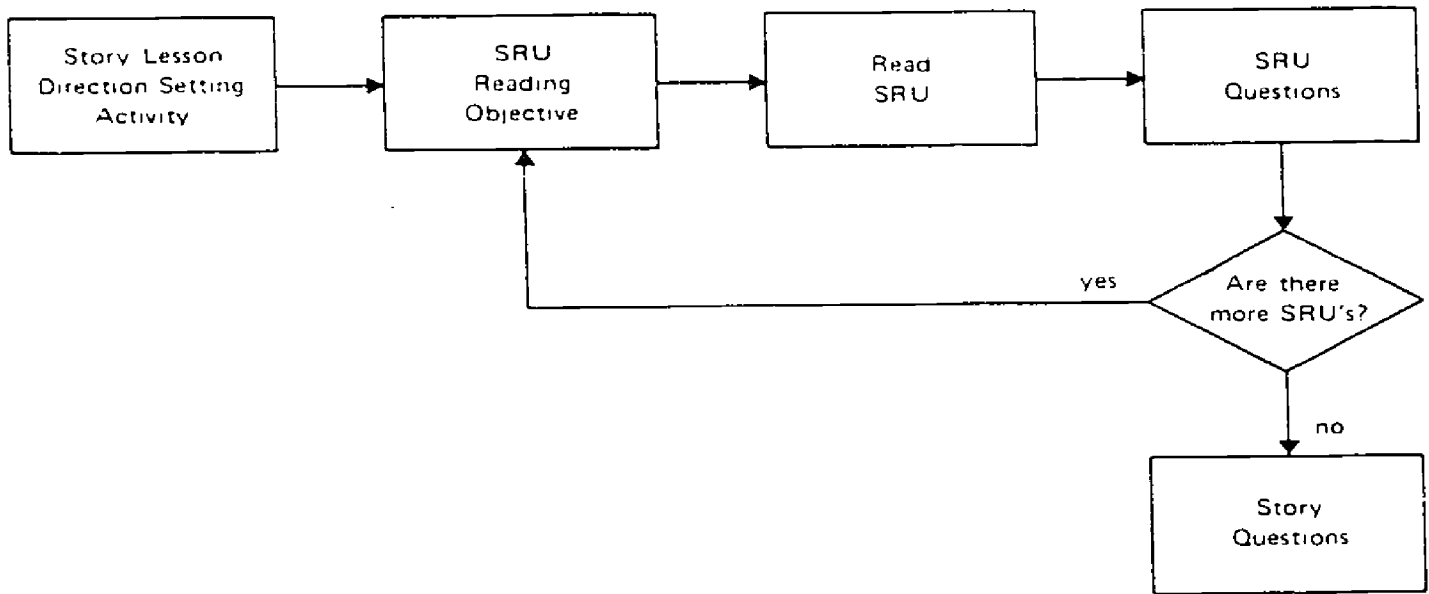 Story Lesson
Direction Setting
Activity
SRU
Reading
Objective
Read
SRU
SRU
Questions
Are there
more SRU's?
yes
no
Story
Questions